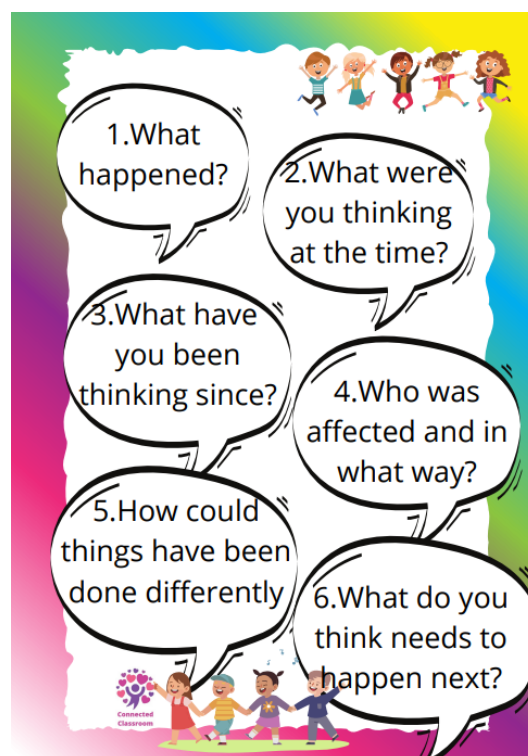 1.What
happened?
2.What were
you thinking
at the time?
3.What have
you been
thinking since?
4.Who was
affected and in
what way?
5.How could
things have been
done differently
6.What do you
think needs to
happen next?
Connected
Classroom